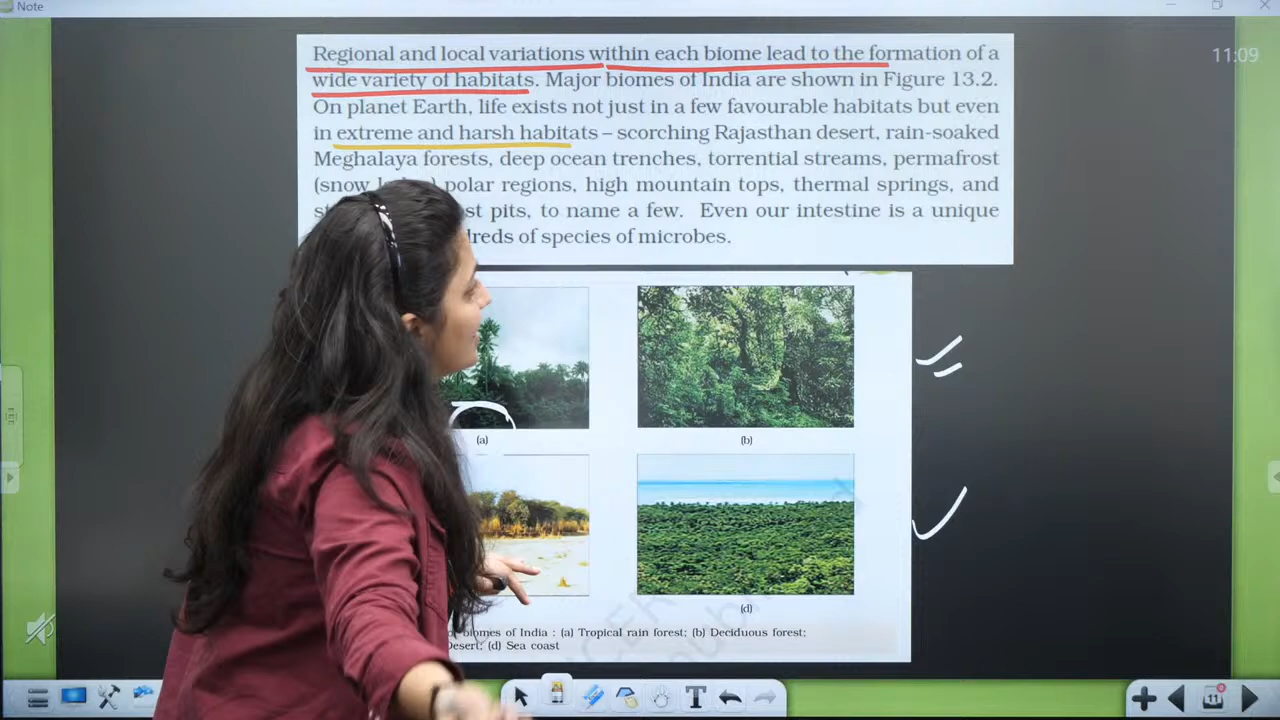 Note
11:09
Regional and local variations within each biome lead to the formation of a
wide variety of habitats. Major biomes of India are shown in Figure 13.2.
On planet Earth, life exists not just in a few favourable habitats but even
in extreme and harsh habitats – scorching Rajasthan desert, rain-soaked
Meghalaya forests, deep ocean trenches, torrential streams, permafrost
(snow polar regions, high mountain tops, thermal springs, and
pits, to name a few. Even our intestine is a unique
of species of microbes.
(a) (b)
(d)
biomes of India : (a) Tropical rain forest; (b) Deciduous forest;
Desert; (d) Sea coast
T
11